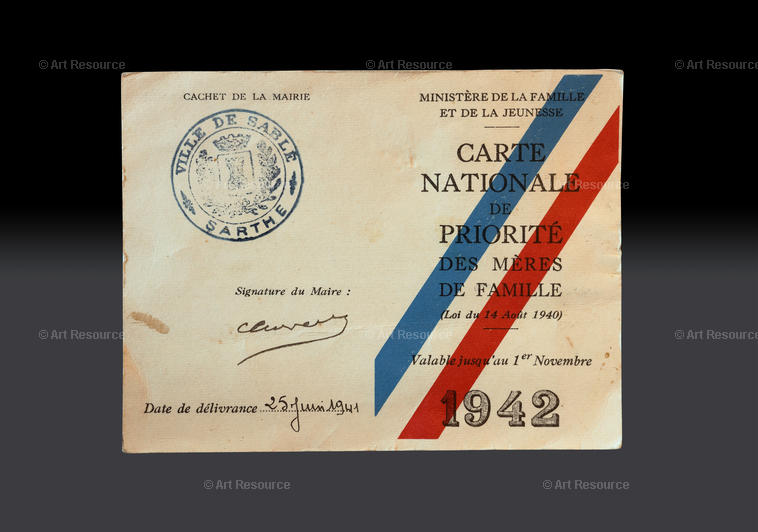 © Art Resource © Art Resource © Art Resource
CACHET DE LA MAIRIE
VILLE DE SABLÉ
SARTHE
Signature du Maire :
Date de délivrance 25 Juin 1941
MINISTÈRE DE LA FAMILLE
ET DE LA JEUNESSE
CARTE
NATIONALE
DE
PRIORITÉ
DES MÈRES
DE FAMILLE
(Loi du 14 Août 1940)
Valable jusqu'au 1er Novembre
1942
© Art Resource
© Art Resource © Art Resource © Art Resource
© Art Resource © Art Resource